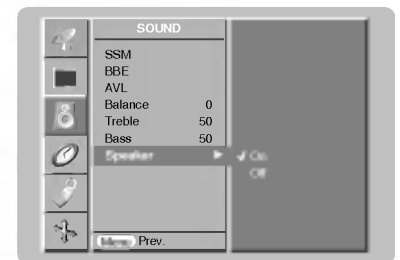 SOUND
SSM
BBE
AVL
Balance 0
Treble 50
Bass 50
Speaker
On
Off
Menu Prev.